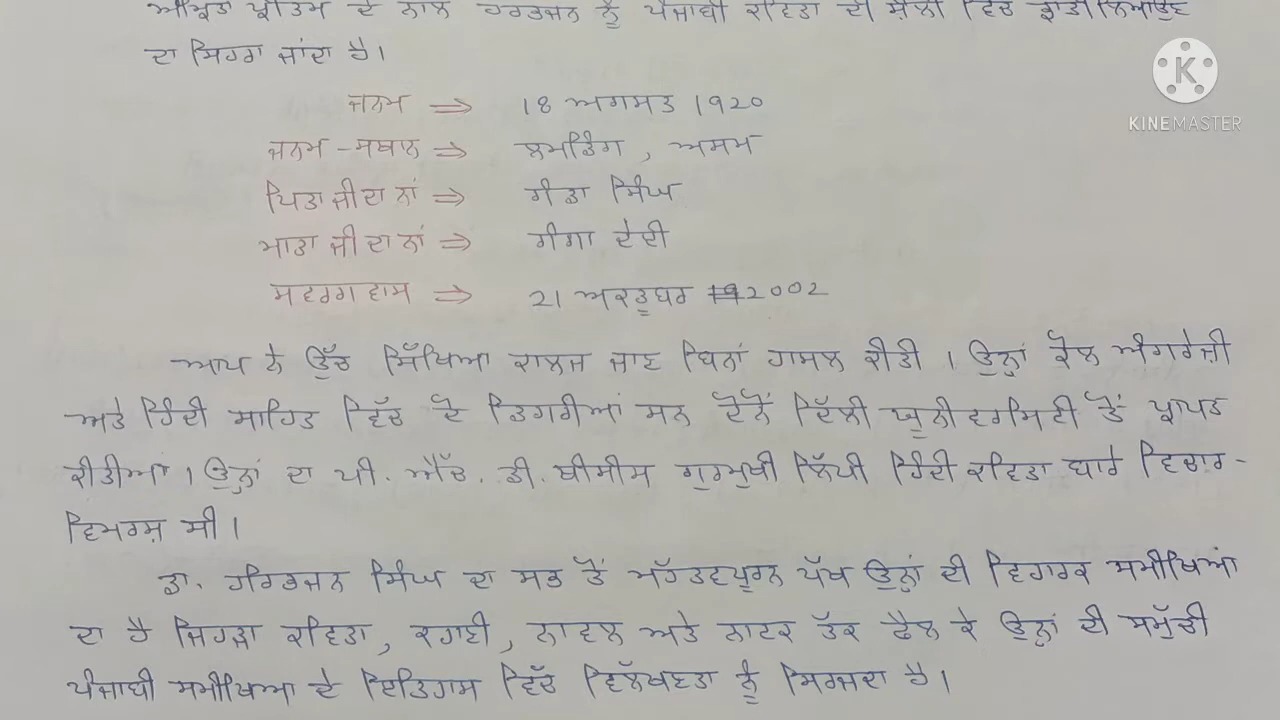 ਅੰਮ੍ਰਿਤਾ ਪ੍ਰੀਤਮ ਦੇ ਨਾਲ ਹਰਭਜਨ ਨੂੰ ਪੰਜਾਬੀ ਕਵਿਤਾ ਦੀ ਸ਼ੈਲੀ ਵਿਚ ਕ੍ਰਾਂਤੀ ਲਿਆਉਣ
ਦਾ ਸਿਹਰਾ ਜਾਂਦਾ ਹੈ।
KINEMASTER
ਜਨਮ ⇒ 18 ਅਗਸਤ 1920
ਜਨਮ - ਸਥਾਨ ⇒ ਲਮਡਿੰਗ , ਅਸਮ
ਪਿਤਾ ਜੀ ਦਾ ਨਾਂ ⇒ ਗੰਡਾ ਸਿੰਘ
ਮਾਤਾ ਜੀ ਦਾ ਨਾਂ ⇒ ਗੰਗਾ ਦੇਈ
ਸਵਰਗਵਾਸ ⇒ 21 ਅਕਤੂਬਰ 2002
ਆਪ ਨੇ ਉੱਚ ਸਿੱਖਿਆ ਕਾਲਜ ਜਾਣ ਬਿਨਾਂ ਹਾਸਲ ਕੀਤੀ । ਉਨ੍ਹਾਂ ਕੋਲ ਅੰਗਰੇਜ਼ੀ
ਅਤੇ ਹਿੰਦੀ ਸਾਹਿਤ ਵਿੱਚ ਦੋ ਡਿਗਰੀਆਂ ਸਨ ਦੋਨੋਂ ਦਿੱਲੀ ਯੂਨੀਵਰਸਿਟੀ ਤੋਂ ਪ੍ਰਾਪਤ
ਕੀਤੀਆਂ । ਉਨ੍ਹਾਂ ਦਾ ਪੀ. ਐੱਚ. ਡੀ. ਥੀਸੀਸ ਗੁਰਮੁਖੀ ਲਿੱਪੀ ਹਿੰਦੀ ਕਵਿਤਾ ਬਾਰੇ ਵਿਚਾਰ -
ਵਿਮਰਸ਼ ਸੀ ।
ਡਾ. ਹਰਿਭਜਨ ਸਿੰਘ ਦਾ ਸਭ ਤੋਂ ਮਹੱਤਵਪੂਰਨ ਪੱਖ ਉਨ੍ਹਾਂ ਦੀ ਵਿਹਾਰਕ ਸਮੀਖਿਆ
ਦਾ ਹੈ ਜਿਹੜਾ ਕਵਿਤਾ, ਕਹਾਣੀ, ਨਾਵਲ ਅਤੇ ਨਾਟਕ ਤੱਕ ਫੈਲ ਕੇ ਉਨ੍ਹਾਂ ਦੀ ਸਮੁੱਚੀ
ਪੰਜਾਬੀ ਸਮੀਖਿਆ ਦੇ ਇਤਿਹਾਸ ਵਿੱਚ ਵਿਲੱਖਣਤਾ ਨੂੰ ਸਿਰਜਦਾ ਹੈ।